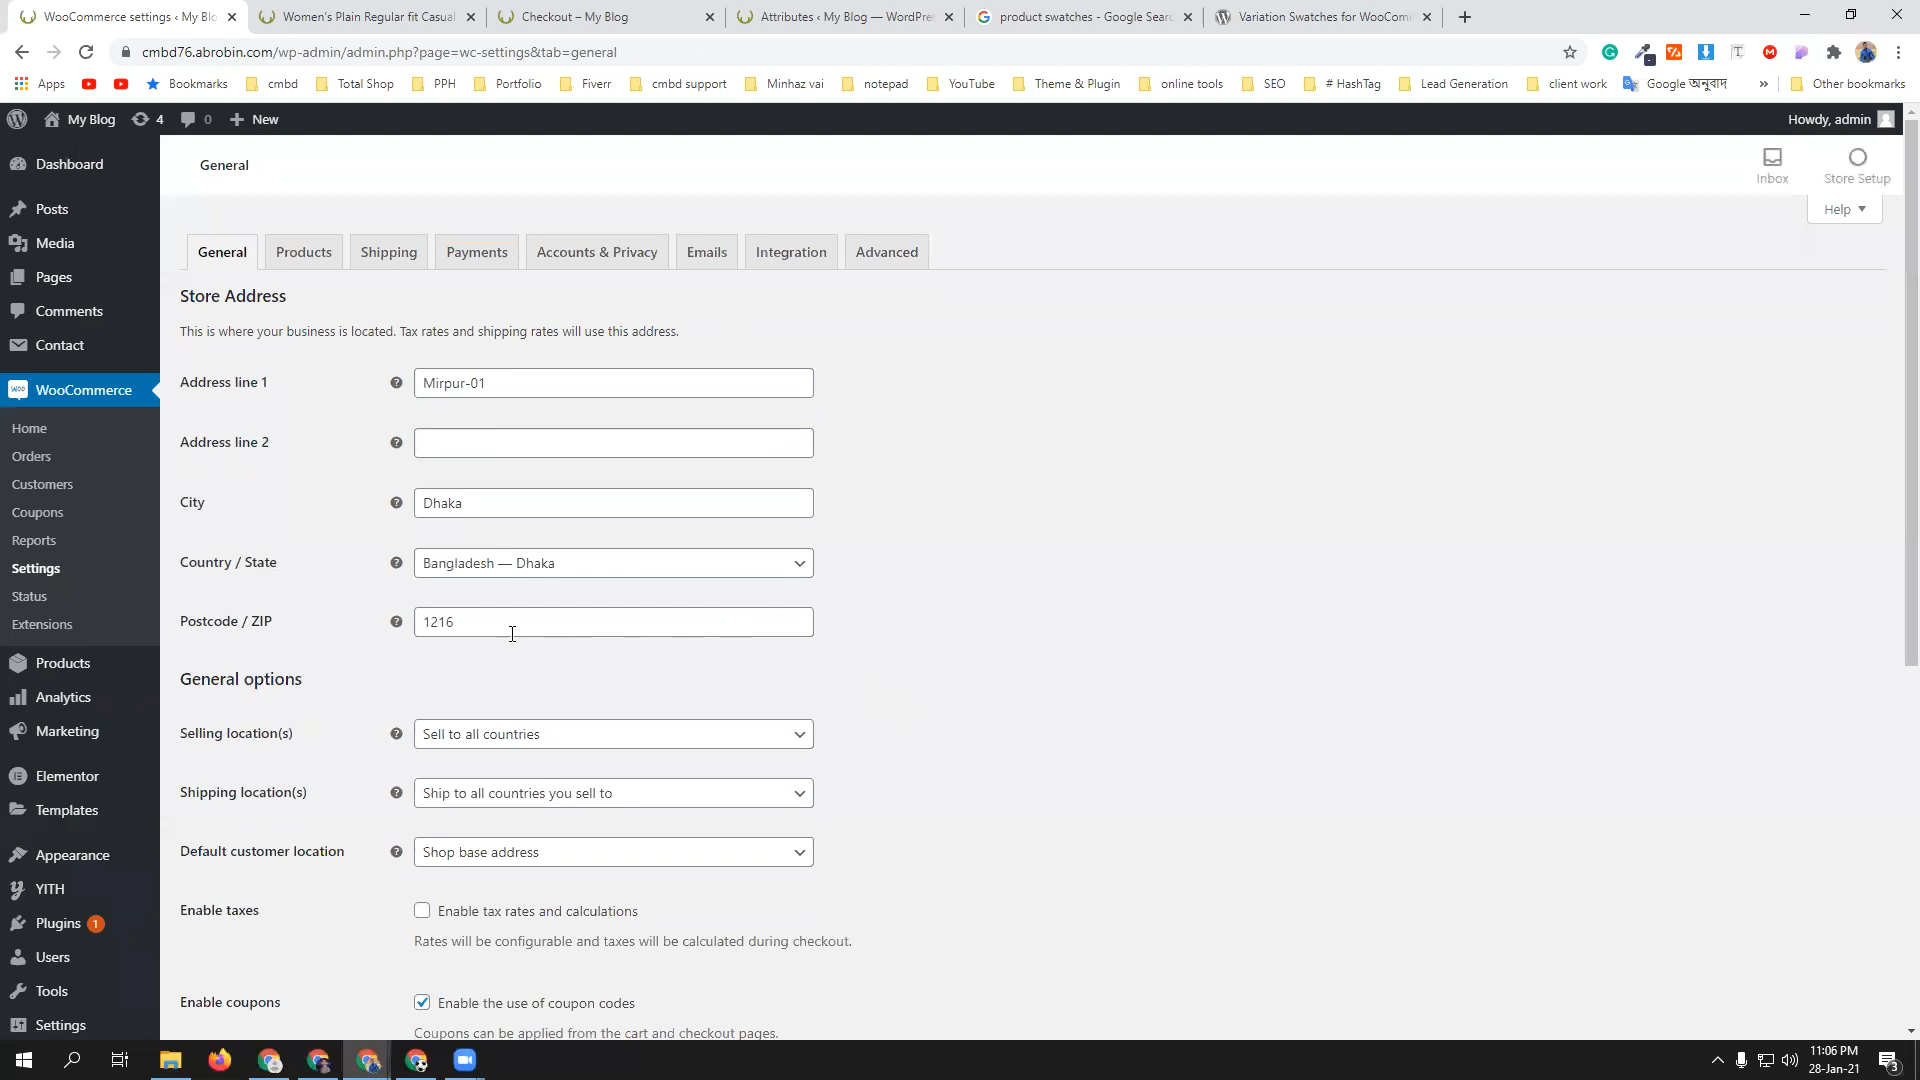 WooCommerce settings ‹ My Blo
Women's Plain Regular fit Casual
Checkout – My Blog
Attributes ‹ My Blog — WordPre
product swatches - Google Sear
Variation Swatches for WooCom
cmbd76.abrobin.com/wp-admin/admin.php?page=wc-settings&tab=general
Apps
Bookmarks
cmbd
Total Shop
PPH
Portfolio
Fiverr
cmbd support
Minhaz vai
notepad
YouTube
Theme & Plugin
online tools
SEO
# HashTag
Lead Generation
client work
Google অনুবাদ
»
Other bookmarks
My Blog
4
0
New
Howdy, admin
Dashboard
Posts
Media
Pages
Comments
Contact
WooCommerce
Home
Orders
Customers
Coupons
Reports
Settings
Status
Extensions
Products
Analytics
Marketing
Elementor
Templates
Appearance
YITH
Plugins 1
Users
Tools
Settings
General
Inbox
Store Setup
Help
General
Products
Shipping
Payments
Accounts & Privacy
Emails
Integration
Advanced
Store Address
This is where your business is located. Tax rates and shipping rates will use this address.
Address line 1
Mirpur-01
Address line 2
City
Dhaka
Country / State
Bangladesh — Dhaka
Postcode / ZIP
1216
General options
Selling location(s)
Sell to all countries
Shipping location(s)
Ship to all countries you sell to
Default customer location
Shop base address
Enable taxes
Enable tax rates and calculations
Rates will be configurable and taxes will be calculated during checkout.
Enable coupons
Enable the use of coupon codes
Coupons can be applied from the cart and checkout pages.
11:06 PM
28-Jan-21
3